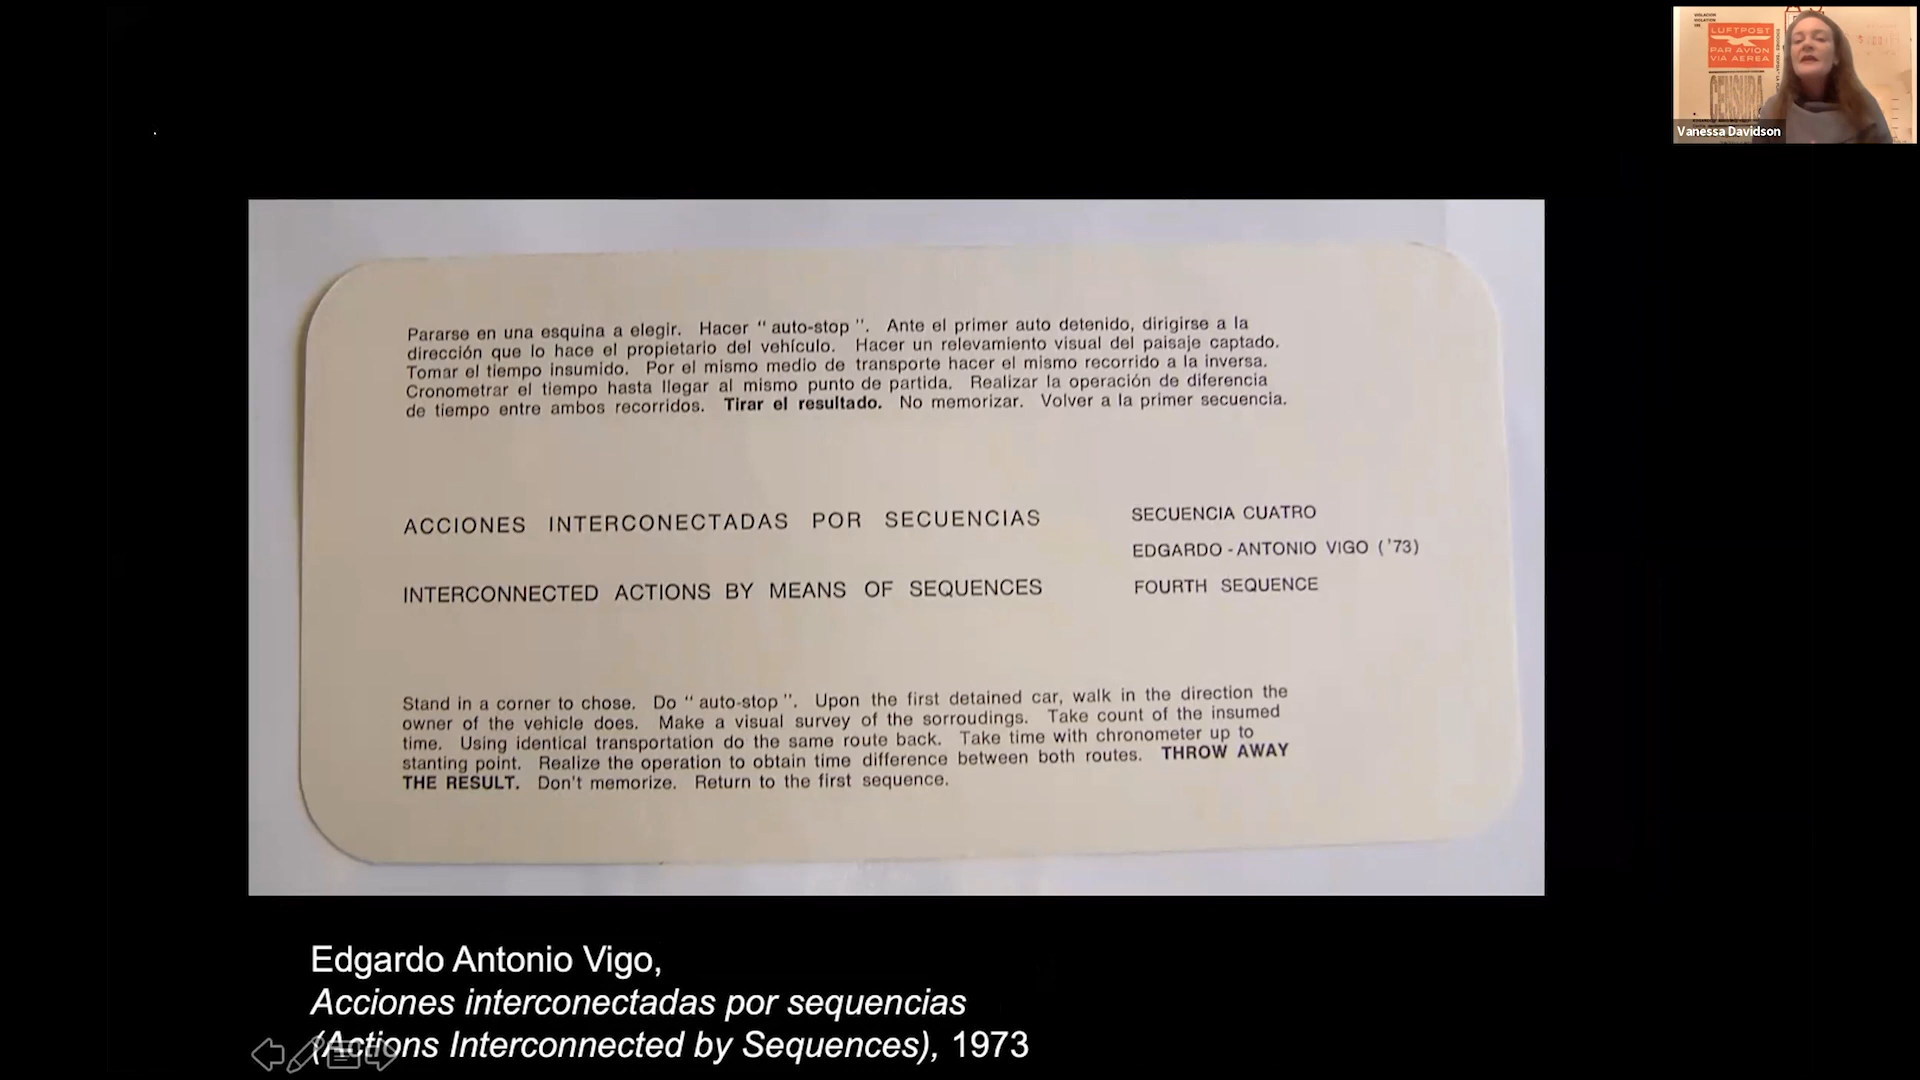 VIOLACION
VIOLATION
LUFTPOST
PAR AVION
VIA AEREA
CENSURA
Vanessa Davidson
Pararse en una esquina a elegir. Hacer “ auto-stop ”. Ante el primer auto detenido, dirigirse a la
dirección que lo hace el propietario del vehículo. Hacer un relevamiento visual del paisaje captado.
Tomar el tiempo insumido. Por el mismo medio de transporte hacer el mismo recorrido a la inversa.
Cronometrar el tiempo hasta llegar al mismo punto de partida. Realizar la operación de diferencia
de tiempo entre ambos recorridos. Tirar el resultado. No memorizar. Volver a la primer secuencia.
ACCIONES INTERCONECTADAS POR SECUENCIAS
SECUENCIA CUATRO
EDGARDO - ANTONIO VIGO ('73)
INTERCONNECTED ACTIONS BY MEANS OF SEQUENCES
FOURTH SEQUENCE
Stand in a corner to chose. Do “ auto-stop ”. Upon the first detained car, walk in the direction the
owner of the vehicle does. Make a visual survey of the sorroudings. Take count of the insumed
time. Using identical transportation do the same route back. Take time with chronometer up to
stanting point. Realize the operation to obtain time difference between both routes. THROW AWAY
THE RESULT. Don't memorize. Return to the first sequence.
Edgardo Antonio Vigo,
Acciones interconectadas por sequencias
(Actions Interconnected by Sequences), 1973